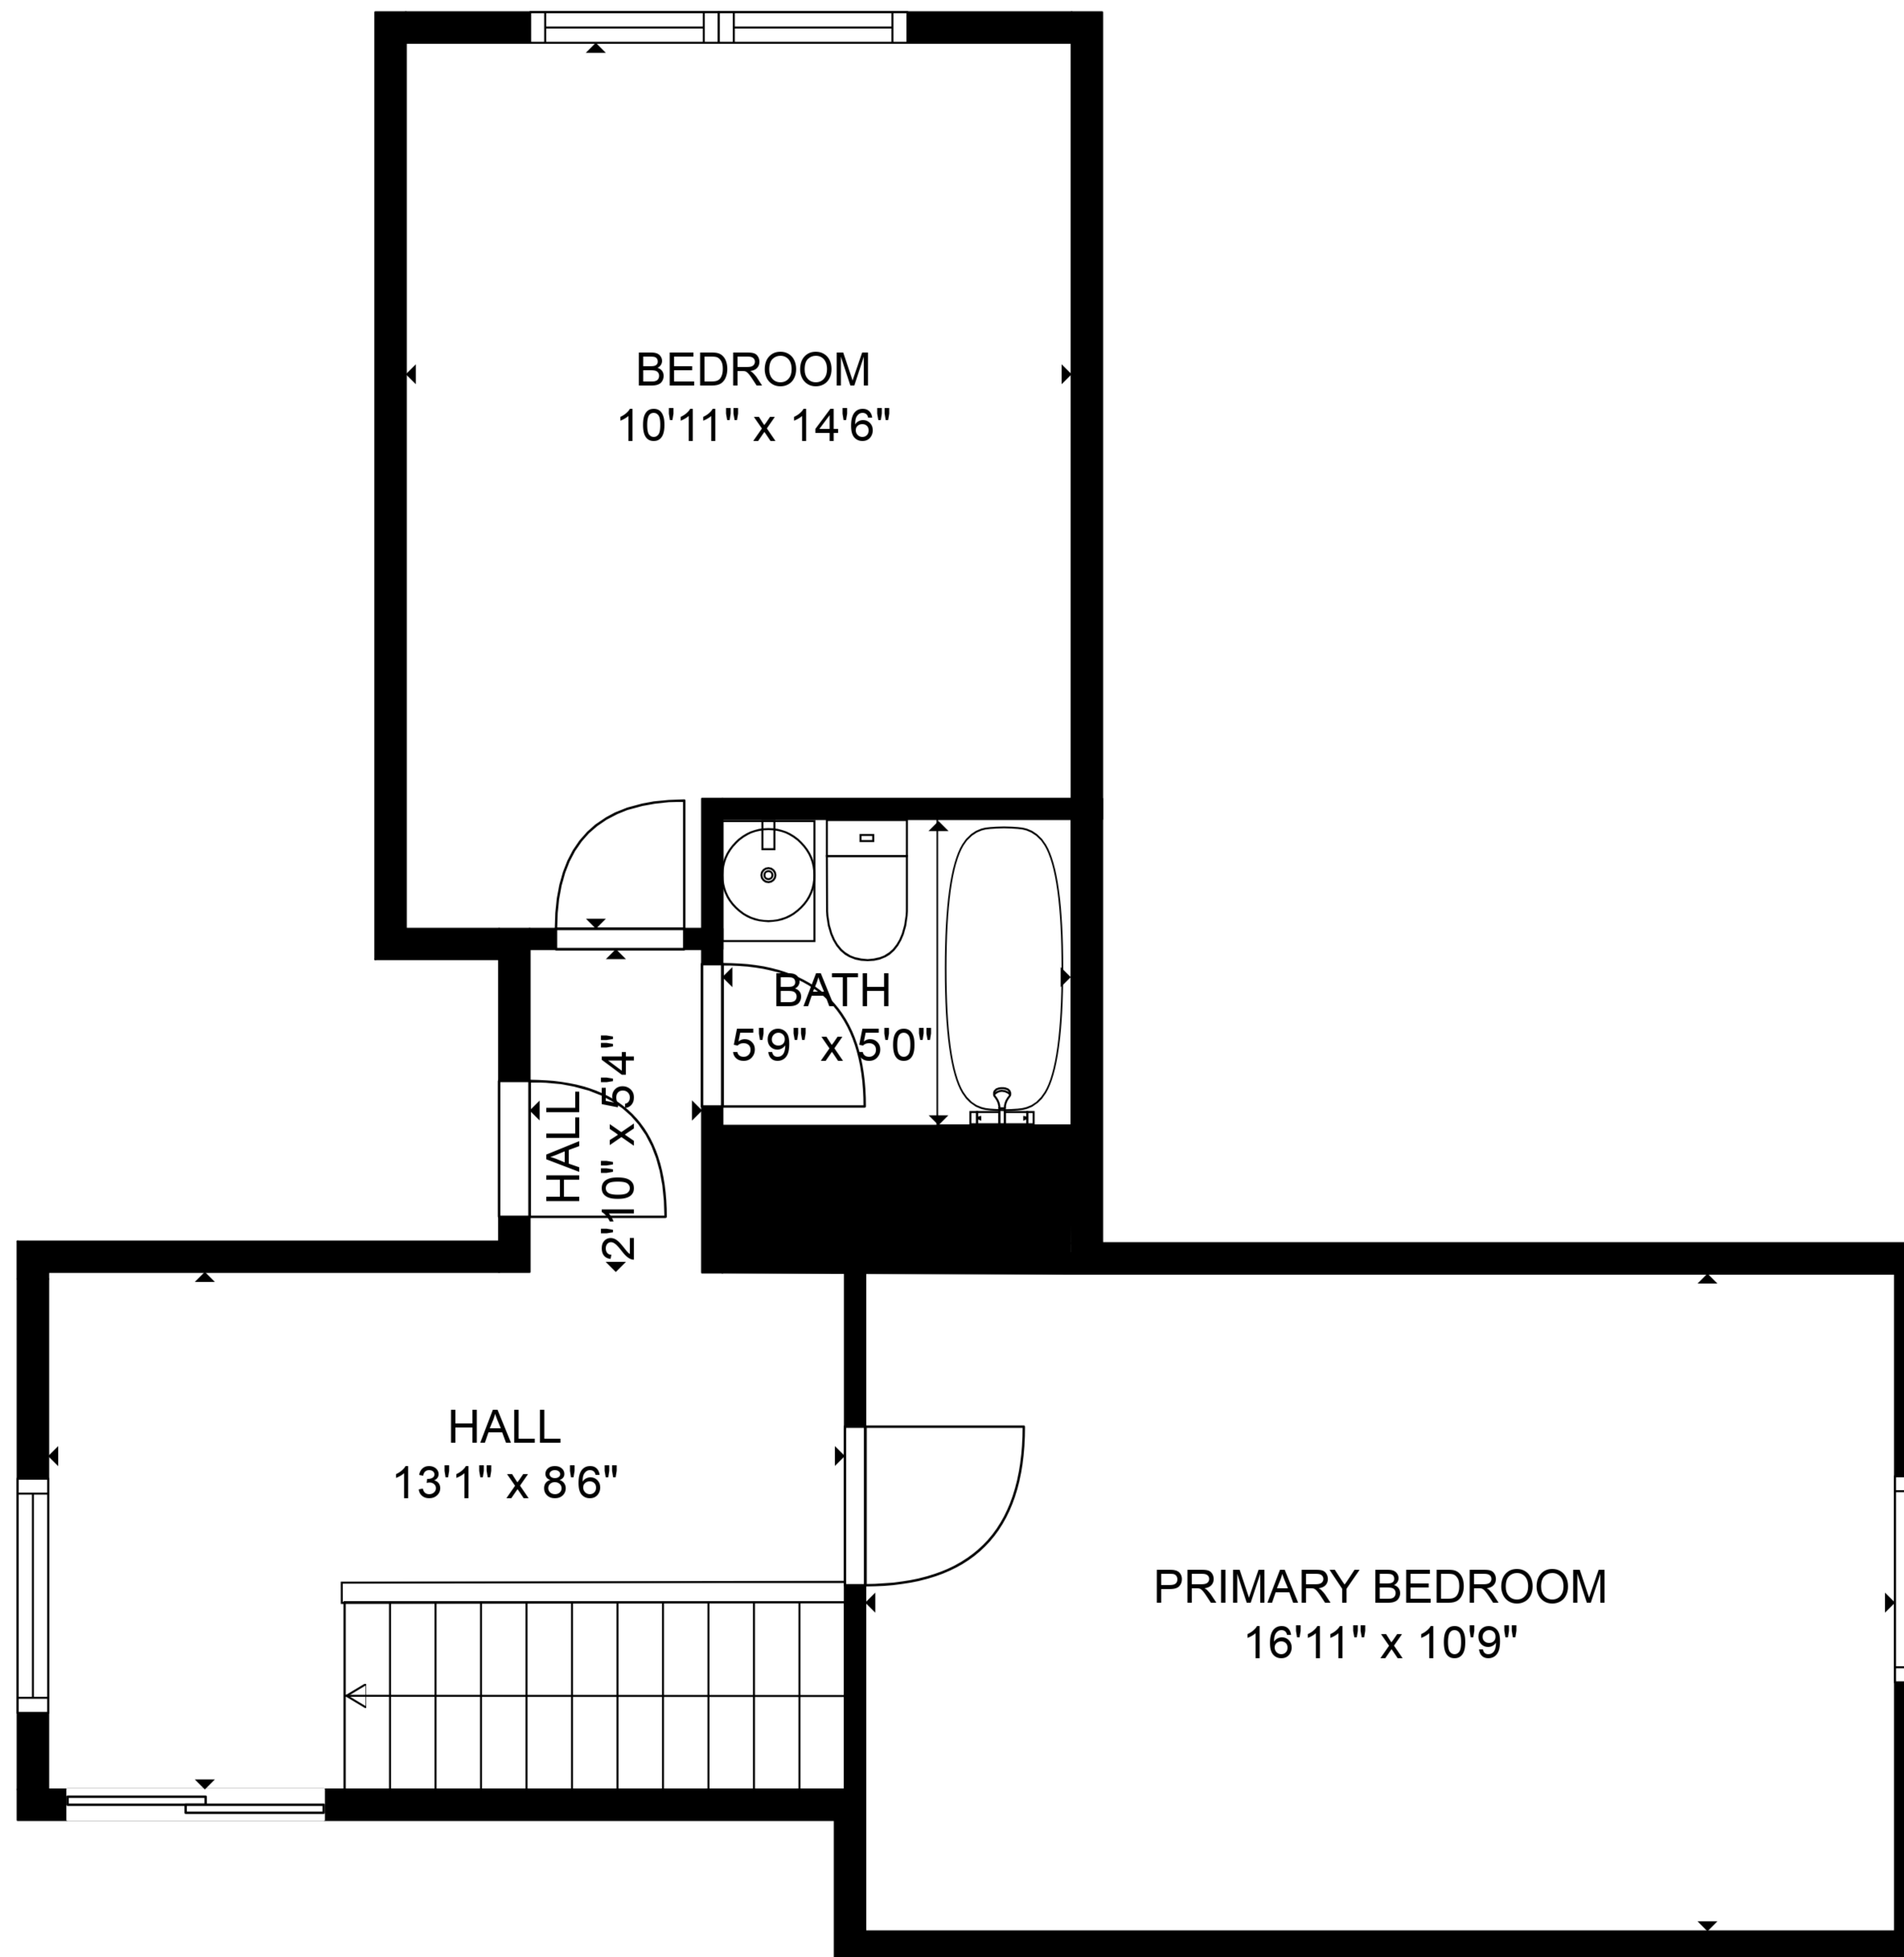 BEDROOM
10'11" x 14'6"
BATH
5'9" x 5'0"
HALL
2'10" x 5'4"
HALL
13'1" x 8'6"
PRIMARY BEDROOM
16'11" x 10'9"